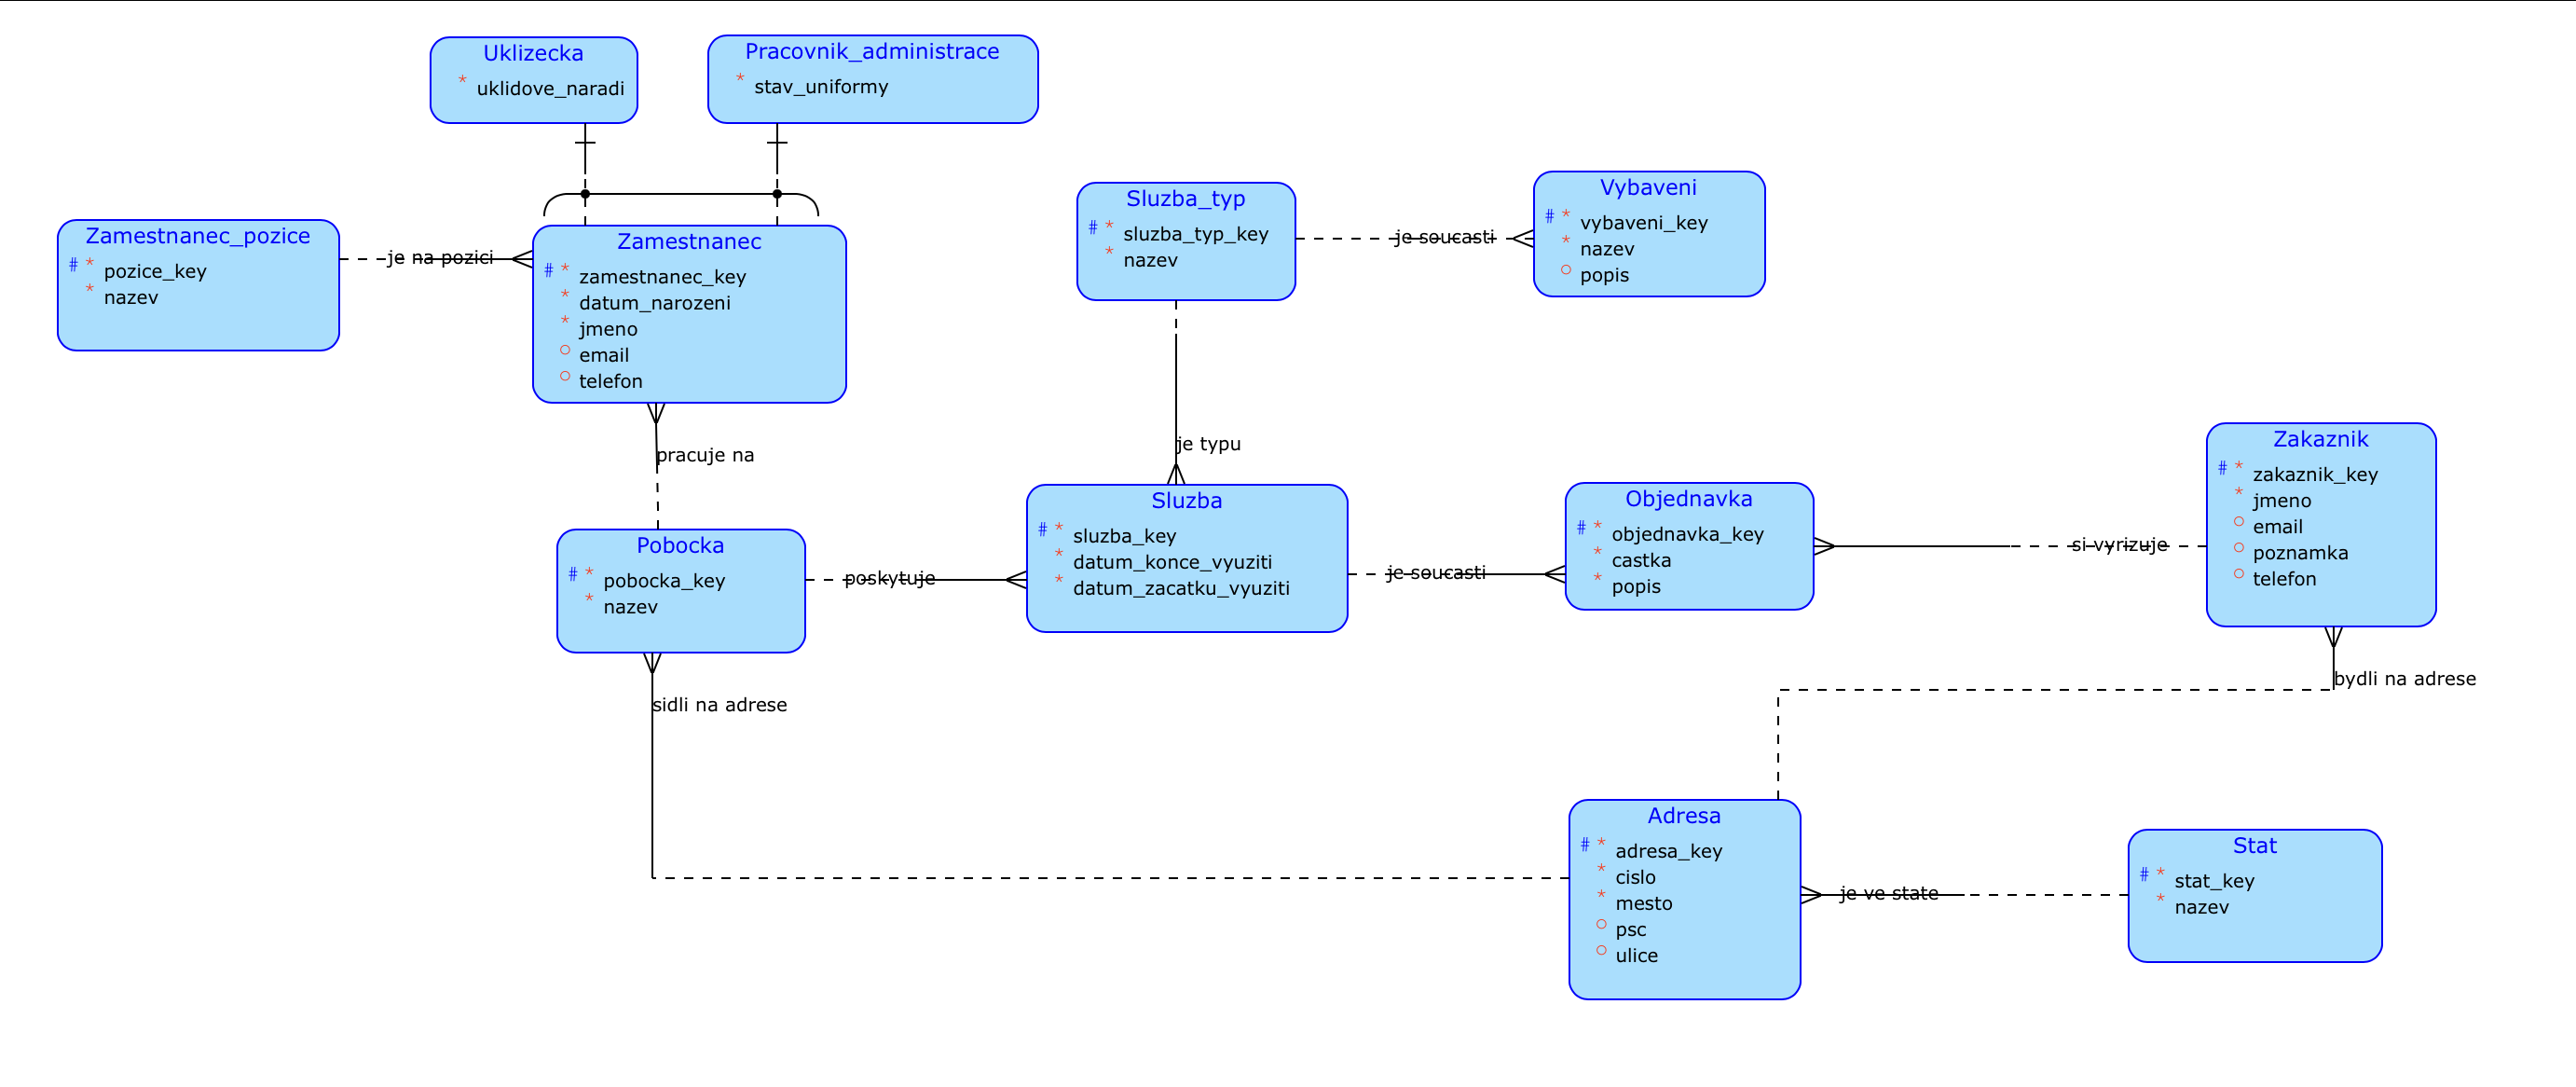 Uklizecka
* uklidove_naradi
Pracovnik_administrace
* stav_uniformy
Zamestnanec_pozice
# * pozice_key
* nazev
je na pozici
Zamestnanec
# * zamestnanec_key
* datum_narozeni
* jmeno
○ email
○ telefon
Sluzba_typ
# * sluzba_typ_key
* nazev
je soucasti
Vybaveni
# * vybaveni_key
* nazev
○ popis
pracuje na
je typu
Pobocka
# * pobocka_key
* nazev
poskytuje
Sluzba
# * sluzba_key
* datum_konce_vyuziti
* datum_zacatku_vyuziti
je soucasti
Objednavka
# * objednavka_key
* castka
* popis
si vyrizuje
Zakaznik
# * zakaznik_key
* jmeno
○ email
○ poznamka
○ telefon
sidli na adrese
bydli na adrese
Adresa
# * adresa_key
* cislo
* mesto
○ psc
○ ulice
je ve state
Stat
# * stat_key
* nazev